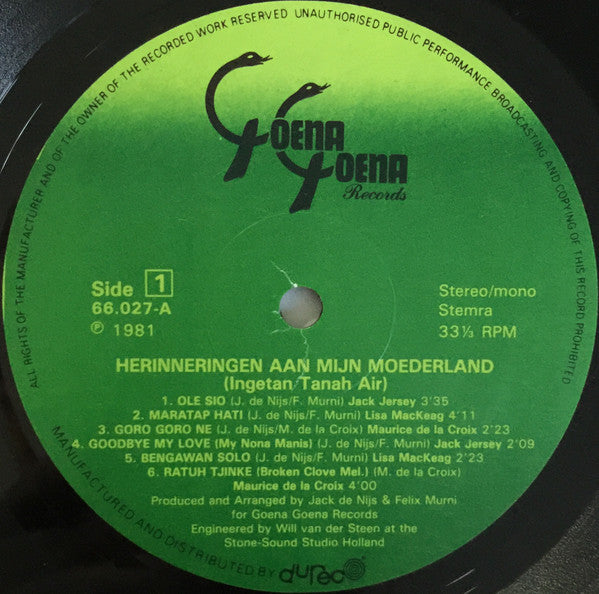 ALL RIGHTS OF THE MANUFACTURER AND OF THE OWNER OF THE RECORDED WORK RESERVED UNAUTHORISED PUBLIC PERFORMANCE BROADCASTING AND COPYING OF THIS RECORD PROHIBITED
GOENA
GOENA
Records
Side 1
66.027-A
℗ 1981
Stereo/mono
Stemra
33⅓ RPM
HERINNERINGEN AAN MIJN MOEDERLAND
(Ingetan Tanah Air)
1. OLE SIO (J. de Nijs/F. Murni) Jack Jersey 3'35
2. MARATAP HATI (J. de Nijs/F. Murni) Lisa MacKeag 4'11
3. GORO GORO NE (J. de Nijs/M. de la Croix) Maurice de la Croix 2'23
4. GOODBYE MY LOVE (My Nona Manis) (J. de Nijs/F. Murni) Jack Jersey 2'09
5. BENGAWAN SOLO (J. de Nijs/F. Murni) Lisa MacKeag 2'23
6. RATUH TJINKE (Broken Clove Mel.) (M. de la Croix)
Maurice de la Croix 4'00
Produced and Arranged by Jack de Nijs & Felix Murni
for Goena Goena Records
Engineered by Will van der Steen at the
Stone-Sound Studio Holland
MANUFACTURED AND DISTRIBUTED BY dureco